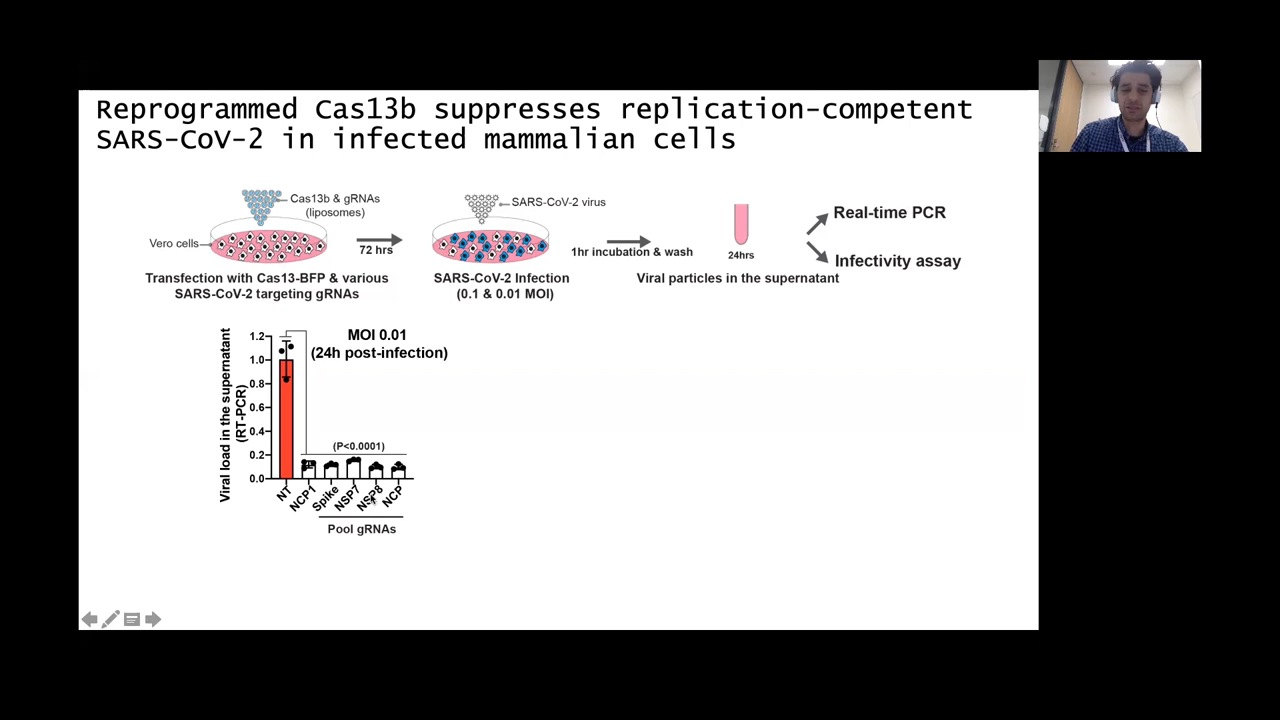 Reprogrammed Cas13b suppresses replication-competent
SARS-CoV-2 in infected mammalian cells
Cas13b & gRNAs
(liposomes)
Vero cells
72 hrs
SARS-CoV-2 virus
1hr incubation & wash
24hrs
Real-time PCR
Infectivity assay
Transfection with Cas13-BFP & various
SARS-CoV-2 targeting gRNAs
SARS-CoV-2 Infection
(0.1 & 0.01 MOI)
Viral particles in the supernatant
MOI 0.01
(24h post-infection)
Viral load in the supernatant
(RT-PCR)
1.2
1.0
0.8
0.6
0.4
0.2
0.0
(P<0.0001)
NT
NCP1
Spike
NSP7
NSP8
NCP
Pool gRNAs